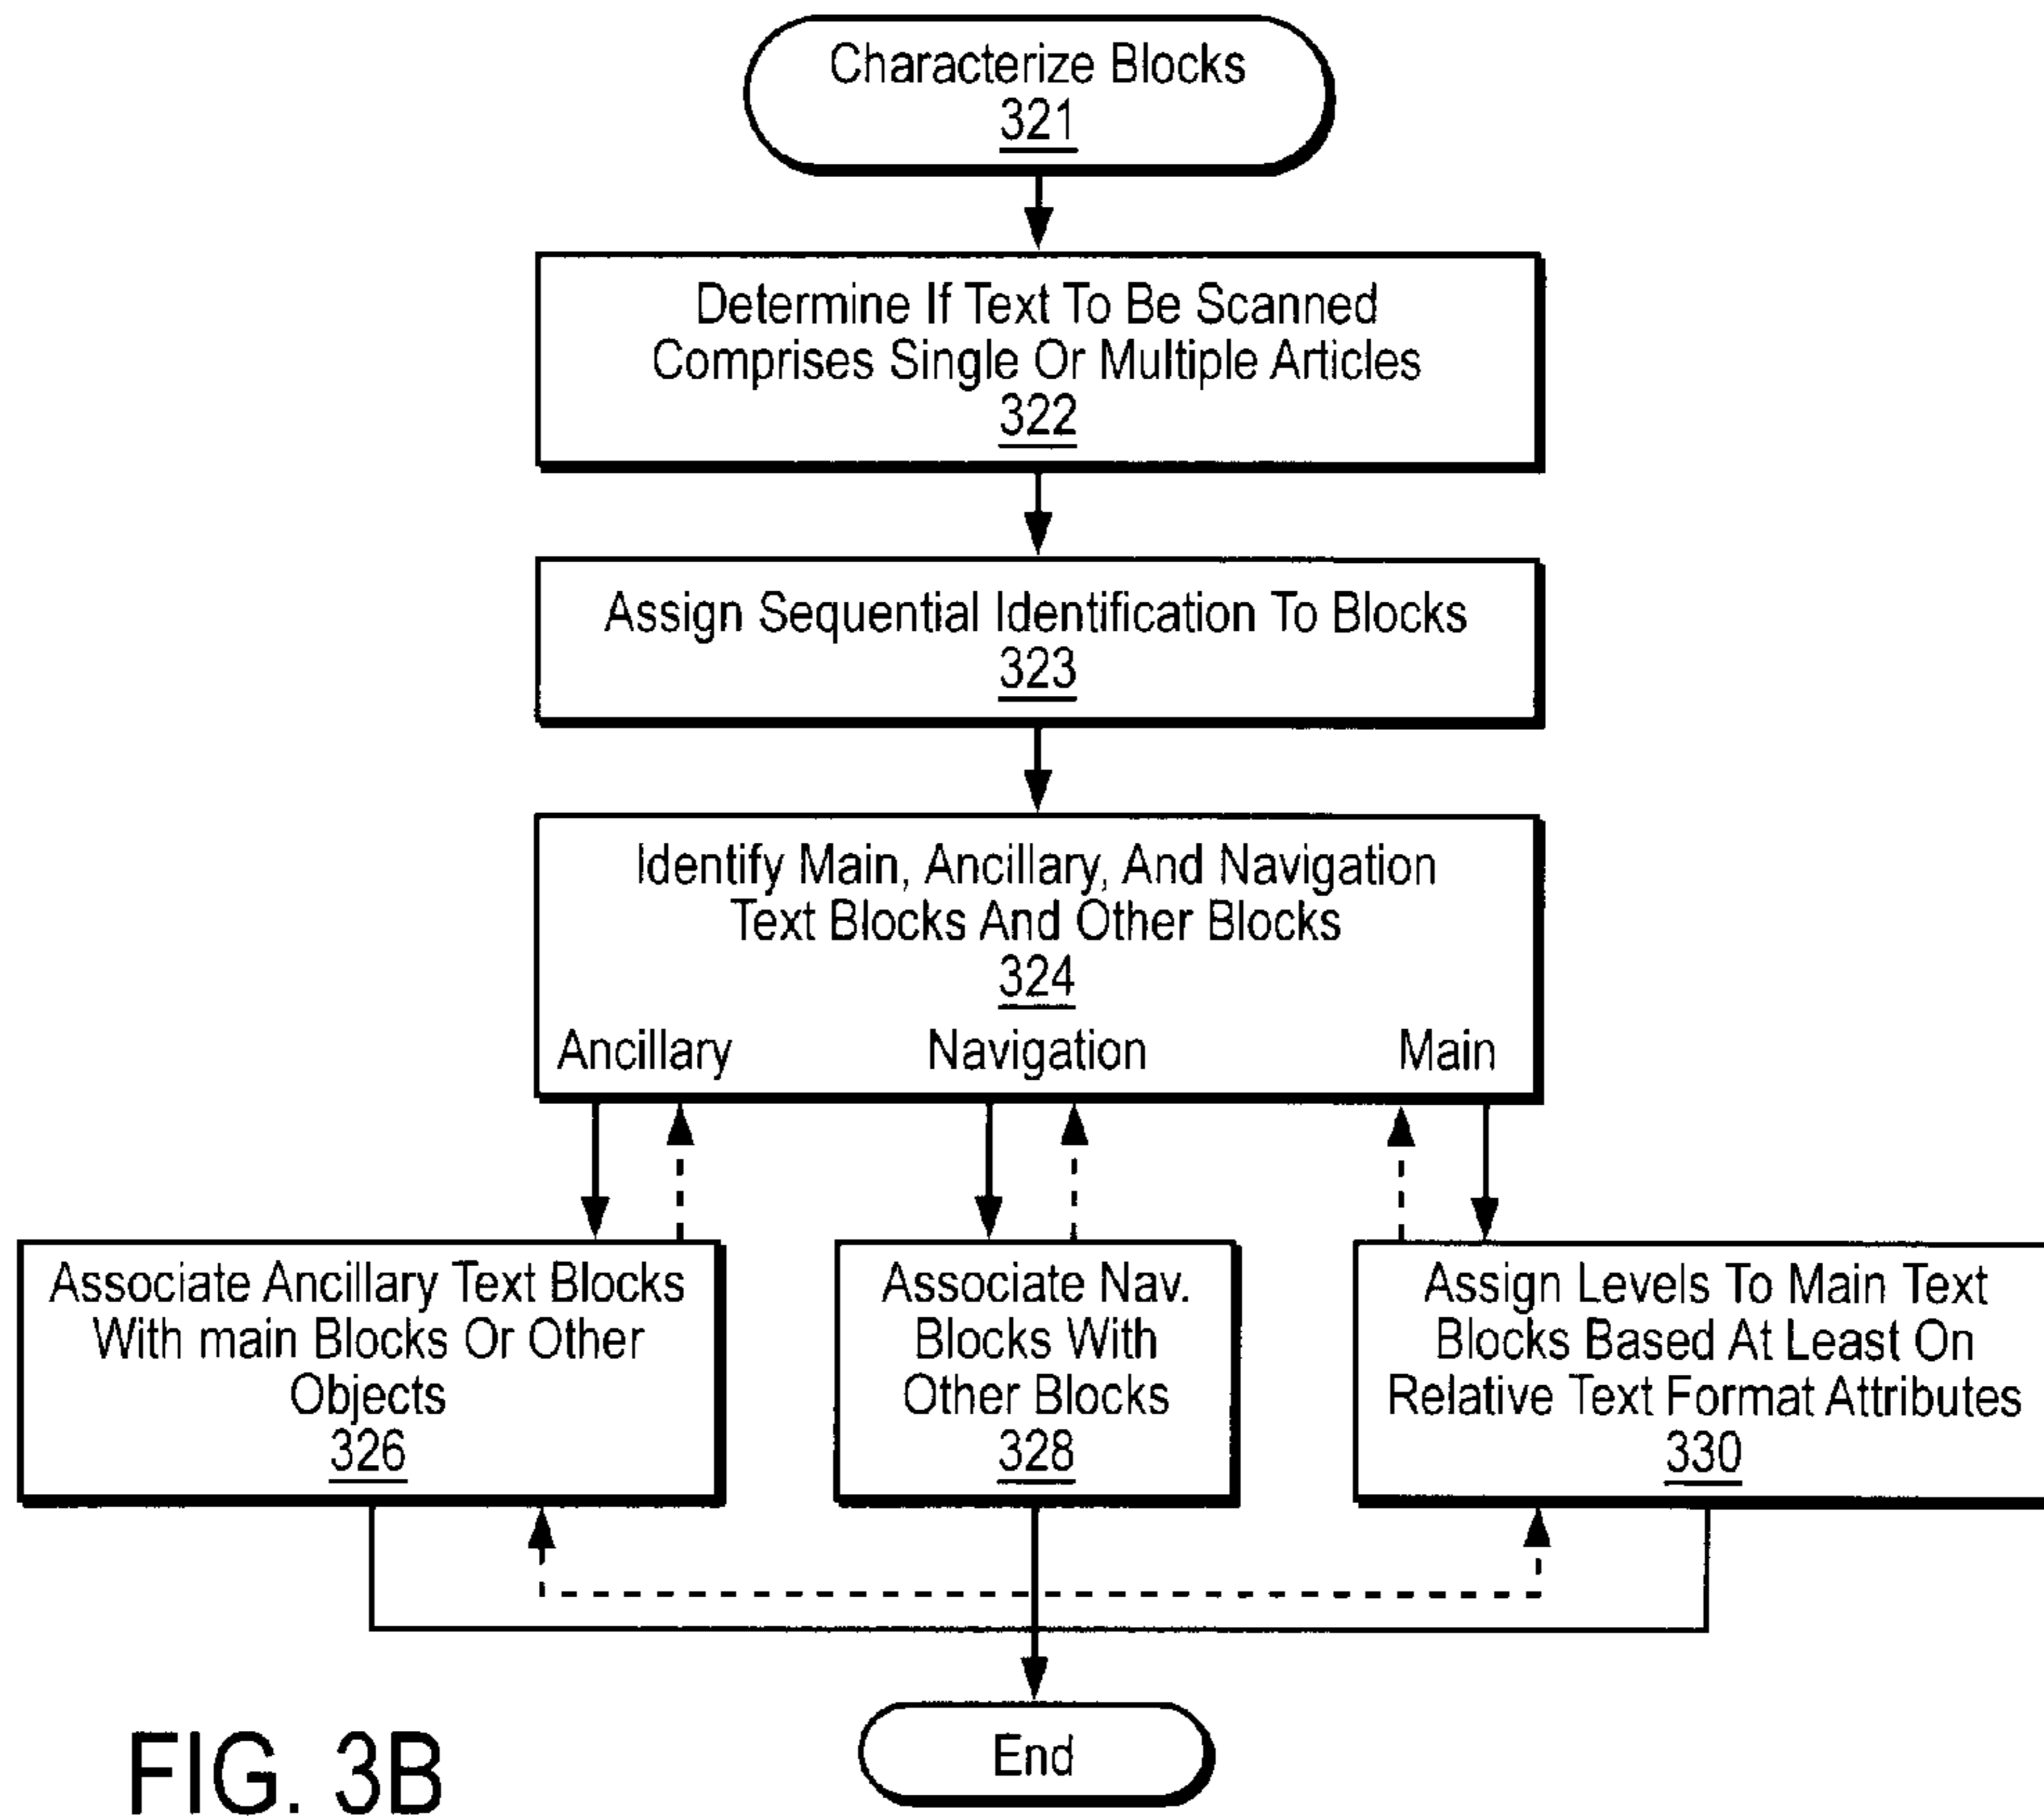 Characterize Blocks
321
Determine If Text To Be Scanned
Comprises Single Or Multiple Articles
322
Assign Sequential Identification To Blocks
323
Identify Main, Ancillary, And Navigation
Text Blocks And Other Blocks
324
Ancillary Navigation Main
Associate Ancillary Text Blocks
With main Blocks Or Other
Objects
326
Associate Nav.
Blocks With
Other Blocks
328
Assign Levels To Main Text
Blocks Based At Least On
Relative Text Format Attributes
330
End
FIG. 3B